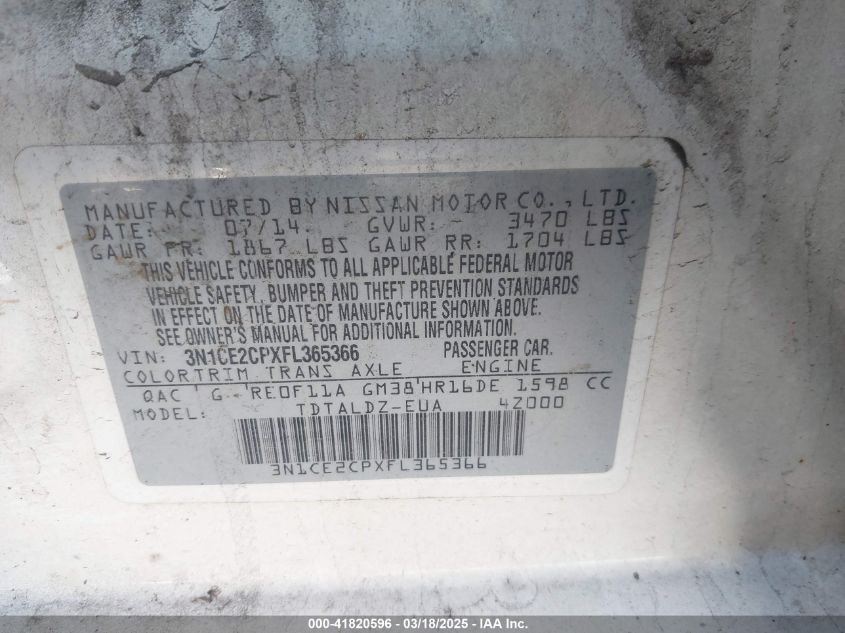 MANUFACTURED BY NISSAN MOTOR CO., LTD.
DATE: 07/14 GVWR: - 3470 LBS
GAWR FR: 1867 LBS GAWR RR: 1704 LBS
THIS VEHICLE CONFORMS TO ALL APPLICABLE FEDERAL MOTOR
VEHICLE SAFETY, BUMPER AND THEFT PREVENTION STANDARDS
IN EFFECT ON THE DATE OF MANUFACTURE SHOWN ABOVE.
SEE OWNER'S MANUAL FOR ADDITIONAL INFORMATION.
VIN: 3N1CE2CPXFL365366 PASSENGER CAR.
COLORTRIM TRANS AXLE ENGINE
QAC G RE0F11A GM38 HR16DE 1598 CC
MODEL: TDTALDZ-EUA 4Z000
3N1CE2CPXFL365366
000-41820596 - 03/18/2025 - IAA Inc.